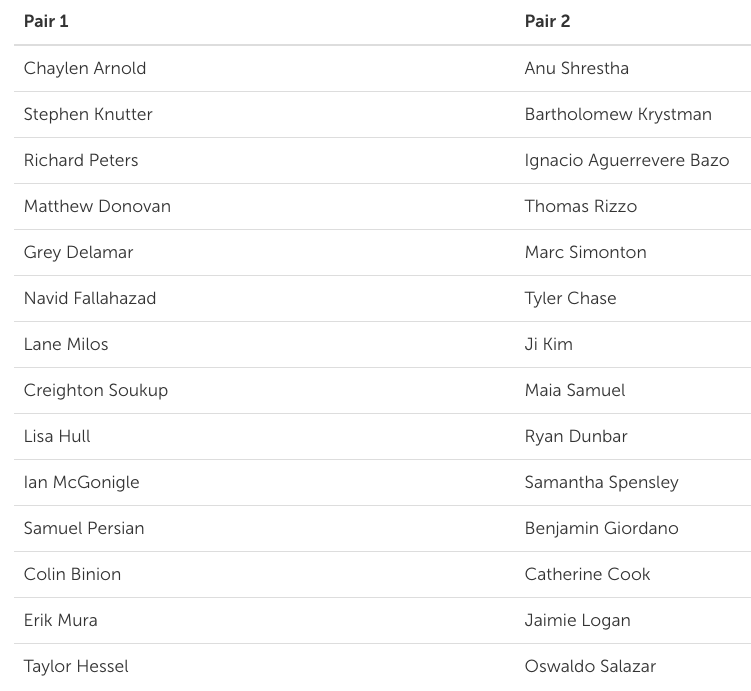 Pair 1 Pair 2
Chaylen Arnold Anu Shrestha
Stephen Knutter Bartholomew Krystman
Richard Peters Ignacio Aguerrevere Bazo
Matthew Donovan Thomas Rizzo
Grey Delamar Marc Simonton
Navid Fallahazad Tyler Chase
Lane Milos Ji Kim
Creighton Soukup Maia Samuel
Lisa Hull Ryan Dunbar
Ian McGonigle Samantha Spensley
Samuel Persian Benjamin Giordano
Colin Binion Catherine Cook
Erik Mura Jaimie Logan
Taylor Hessel Oswaldo Salazar